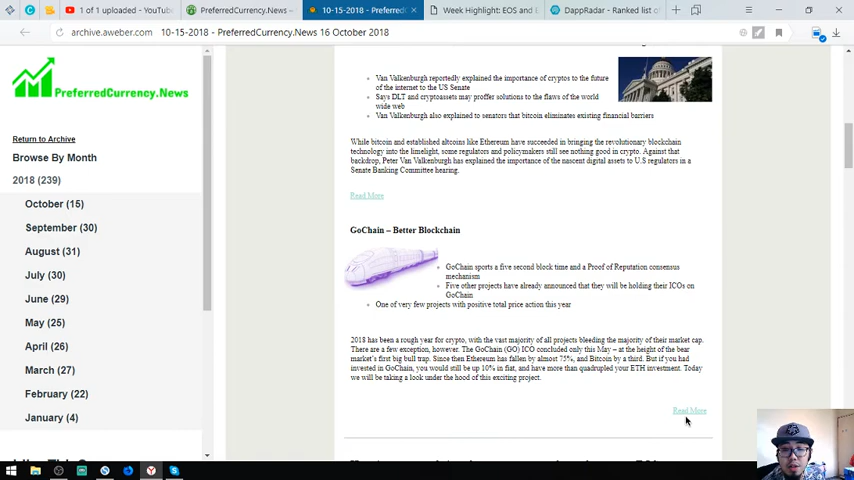 1 of 1 uploaded - YouTube
PreferredCurrency.News –
10-15-2018 - Preferred
Week Highlight: EOS and
DappRadar - Ranked list of
archive.aweber.com
10-15-2018 - PreferredCurrency.News 16 October 2018
PreferredCurrency.News
Return to Archive
Browse By Month
2018 (239)
October (15)
September (30)
August (31)
July (30)
June (29)
May (25)
April (26)
March (27)
February (22)
January (4)
Van Valkenburgh reportedly explained the importance of cryptos to the future
of the internet to the US Senate
Says DLT and cryptoassets may proffer solutions to the flaws of the world
wide web
Van Valkenburgh also explained to senators that bitcoin eliminates existing financial barriers
While bitcoin and established altcoins like Ethereum have succeeded in bringing the revolutionary blockchain
technology into the limelight, some regulators and policymakers still see nothing good in crypto. Against that
backdrop, Peter Van Valkenburgh has explained the importance of the nascent digital assets to U.S regulators in a
Senate Banking Committee hearing.
Read More
GoChain – Better Blockchain
GoChain sports a five second block time and a Proof of Reputation consensus
mechanism
Five other projects have already announced that they will be holding their ICOs on
GoChain
One of very few projects with positive total price action this year
2018 has been a rough year for crypto, with the vast majority of all projects bleeding the majority of their market cap.
There are a few exception, however. The GoChain (GO) ICO concluded only this May – at the height of the bear
market's first big bull trap. Since then Ethereum has fallen by almost 75%, and Bitcoin by a third. But if you had
invested in GoChain, you would still be up 10% in fiat, and have more than quadrupled your ETH investment. Today
we will be taking a look under the hood of this exciting project.
Read More